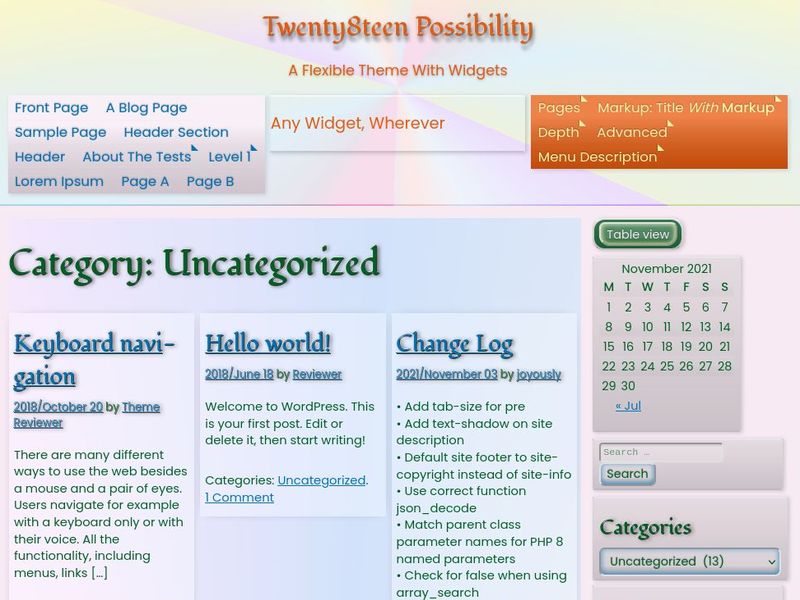 Twenty8teen Possibility
A Flexible Theme With Widgets
Front Page A Blog Page
Sample Page Header Section
Header About The Tests Level 1
Lorem Ipsum Page A Page B
Any Widget, Wherever
Pages Markup: Title With Markup
Depth Advanced
Menu Description
Category: Uncategorized
Keyboard navi-
gation
2018/October 20 by Theme
Reviewer
There are many different
ways to use the web besides
a mouse and a pair of eyes.
Users navigate for example
with a keyboard only or with
their voice. All the
functionality, including
menus, links […]
Hello world!
2018/June 18 by Reviewer
Welcome to WordPress. This
is your first post. Edit or
delete it, then start writing!
Categories: Uncategorized.
1 Comment
Change Log
2021/November 03 by joyously
• Add tab-size for pre
• Add text-shadow on site
description
• Default site footer to site-
copyright instead of site-info
• Use correct function
json_decode
• Match parent class
parameter names for PHP 8
named parameters
• Check for false when using
array_search
Table view
November 2021
M T W T F S S
1 2 3 4 5 6 7
8 9 10 11 12 13 14
15 16 17 18 19 20 21
22 23 24 25 26 27 28
29 30
« Jul
Search …
Search
Categories
Uncategorized (13)